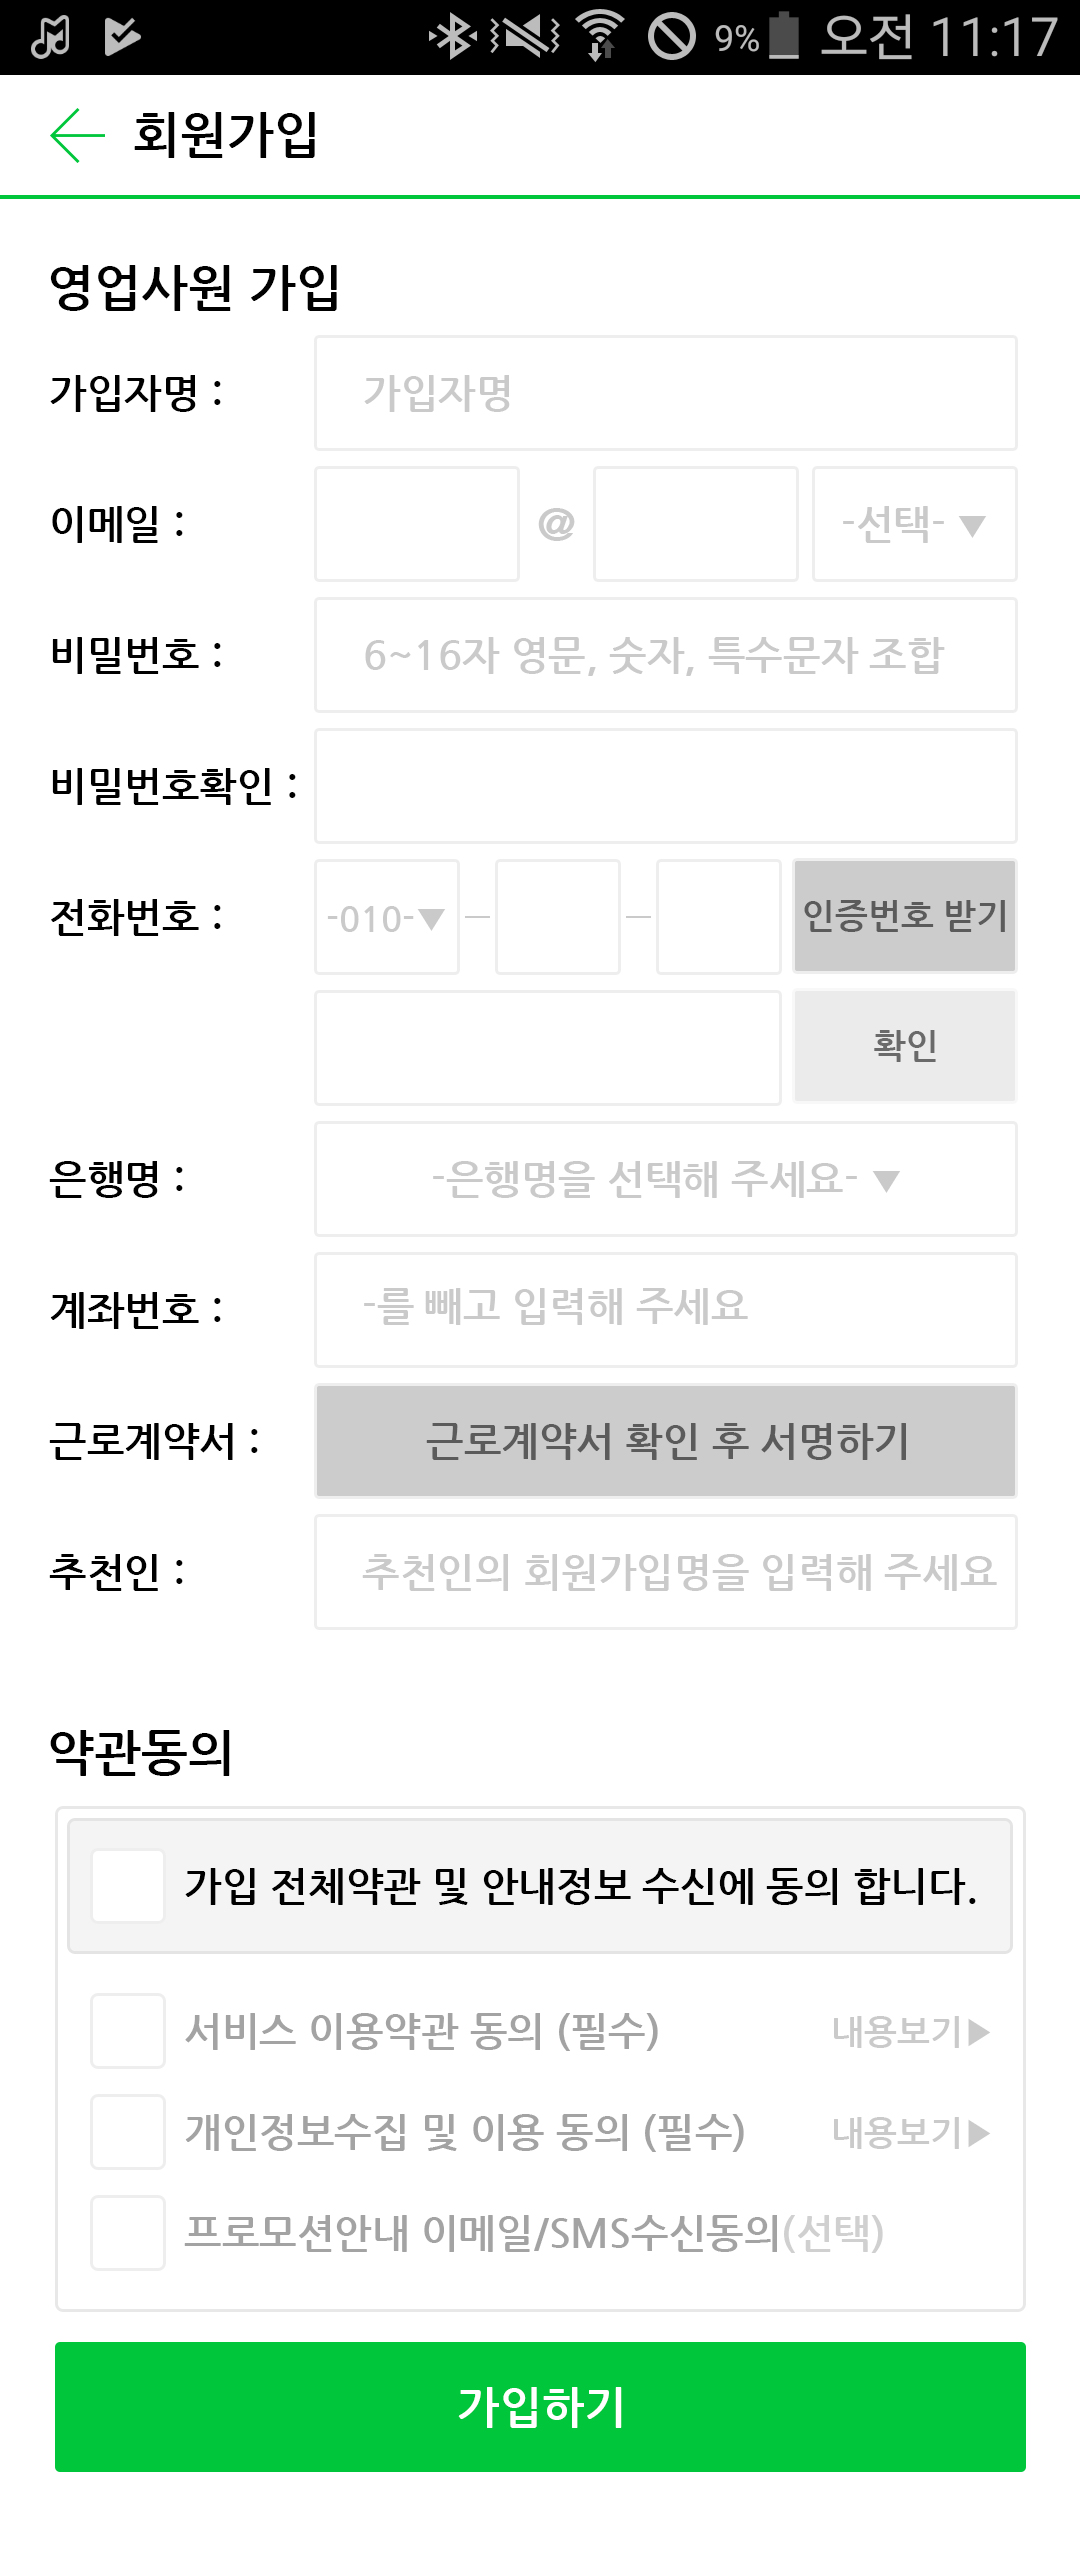 9% 오전 11:17
회원가입
영업사원 가입
가입자명 : 가입자명
이메일 : @ -선택- ▼
비밀번호 : 6~16자 영문, 숫자, 특수문자 조합
비밀번호확인 :
전화번호 : -010-▼ — — 인증번호 받기
확인
은행명 : -은행명을 선택해 주세요- ▼
계좌번호 : -를 빼고 입력해 주세요
근로계약서 : 근로계약서 확인 후 서명하기
추천인 : 추천인의 회원가입명을 입력해 주세요
약관동의
가입 전체약관 및 안내정보 수신에 동의 합니다.
서비스 이용약관 동의 (필수) 내용보기▶
개인정보수집 및 이용 동의 (필수) 내용보기▶
프로모션안내 이메일/SMS수신동의(선택)
가입하기